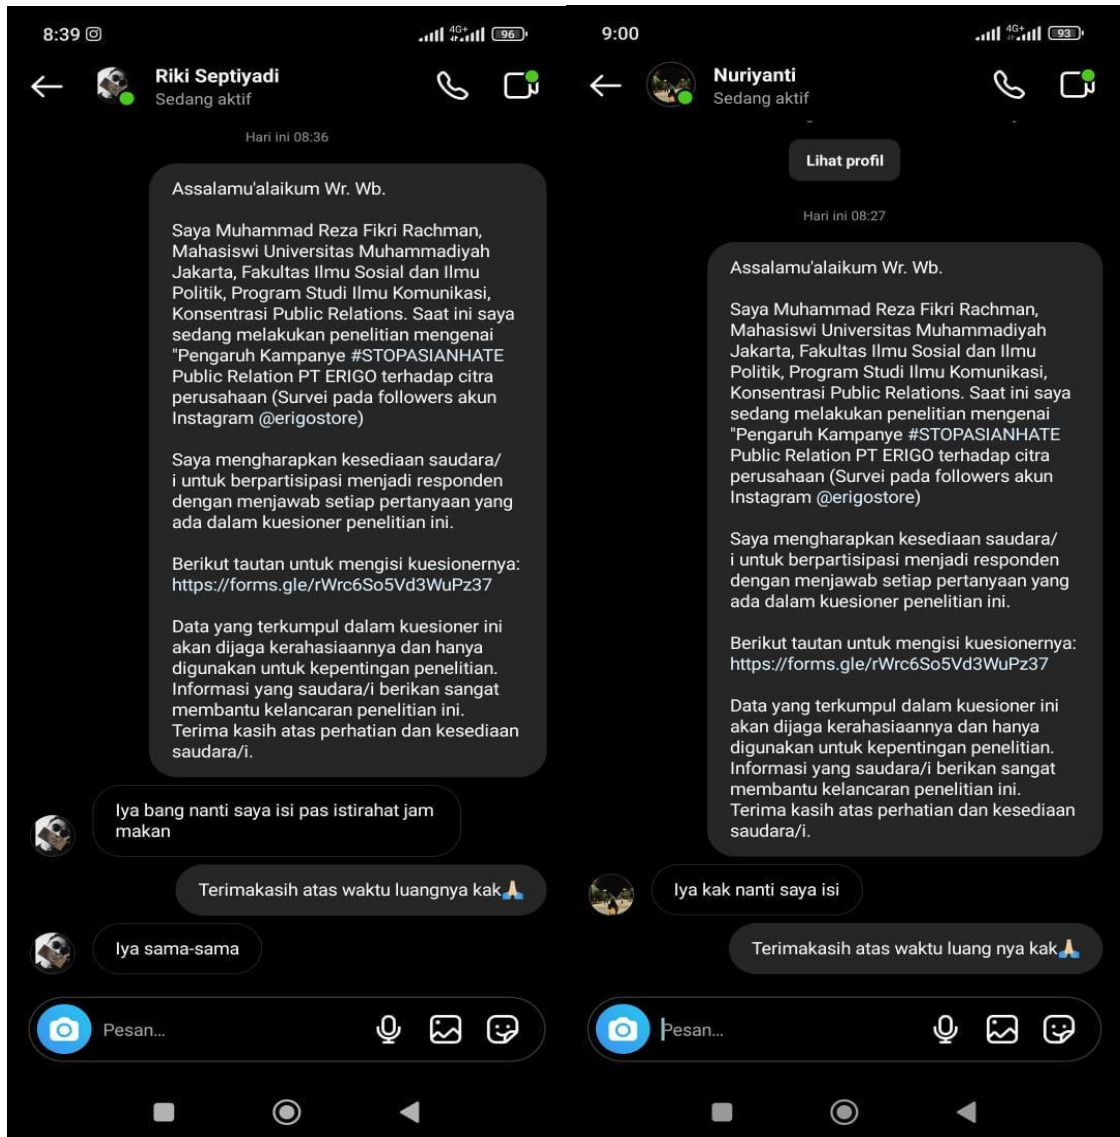 8:39
4G+
96
Riki Septiyadi
Sedang aktif
Hari ini 08:36
Assalamu'alaikum Wr. Wb.
Saya Muhammad Reza Fikri Rachman,
Mahasiswi Universitas Muhammadiyah
Jakarta, Fakultas Ilmu Sosial dan Ilmu
Politik, Program Studi Ilmu Komunikasi,
Konsentrasi Public Relations. Saat ini saya
sedang melakukan penelitian mengenai
"Pengaruh Kampanye #STOPASIANHATE
Public Relation PT ERIGO terhadap citra
perusahaan (Survei pada followers akun
Instagram @erigostore)
Saya mengharapkan kesediaan saudara/
i untuk berpartisipasi menjadi responden
dengan menjawab setiap pertanyaan yang
ada dalam kuesioner penelitian ini.
Berikut tautan untuk mengisi kuesionernya:
https://forms.gle/rWrc6So5Vd3WuPz37
Data yang terkumpul dalam kuesioner ini
akan dijaga kerahasiaannya dan hanya
digunakan untuk kepentingan penelitian.
Informasi yang saudara/i berikan sangat
membantu kelancaran penelitian ini.
Terima kasih atas perhatian dan kesediaan
saudara/i.
Iya bang nanti saya isi pas istirahat jam
makan
Terimakasih atas waktu luangnya kak🙏🏻
Iya sama-sama
Pesan...
9:00
4G+
93
Nuriyanti
Sedang aktif
Lihat profil
Hari ini 08:27
Assalamu'alaikum Wr. Wb.
Saya Muhammad Reza Fikri Rachman,
Mahasiswi Universitas Muhammadiyah
Jakarta, Fakultas Ilmu Sosial dan Ilmu
Politik, Program Studi Ilmu Komunikasi,
Konsentrasi Public Relations. Saat ini saya
sedang melakukan penelitian mengenai
"Pengaruh Kampanye #STOPASIANHATE
Public Relation PT ERIGO terhadap citra
perusahaan (Survei pada followers akun
Instagram @erigostore)
Saya mengharapkan kesediaan saudara/
i untuk berpartisipasi menjadi responden
dengan menjawab setiap pertanyaan yang
ada dalam kuesioner penelitian ini.
Berikut tautan untuk mengisi kuesionernya:
https://forms.gle/rWrc6So5Vd3WuPz37
Data yang terkumpul dalam kuesioner ini
akan dijaga kerahasiaannya dan hanya
digunakan untuk kepentingan penelitian.
Informasi yang saudara/i berikan sangat
membantu kelancaran penelitian ini.
Terima kasih atas perhatian dan kesediaan
saudara/i.
Iya kak nanti saya isi
Terimakasih atas waktu luang nya kak🙏🏻
Pesan...